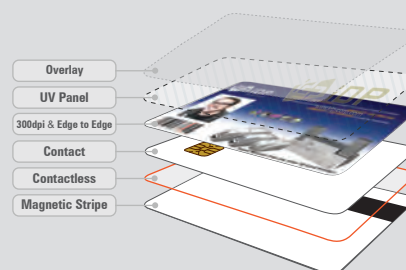 Overlay
UV Panel
300dpi & Edge to Edge
Contact
Contactless
Magnetic Stripe